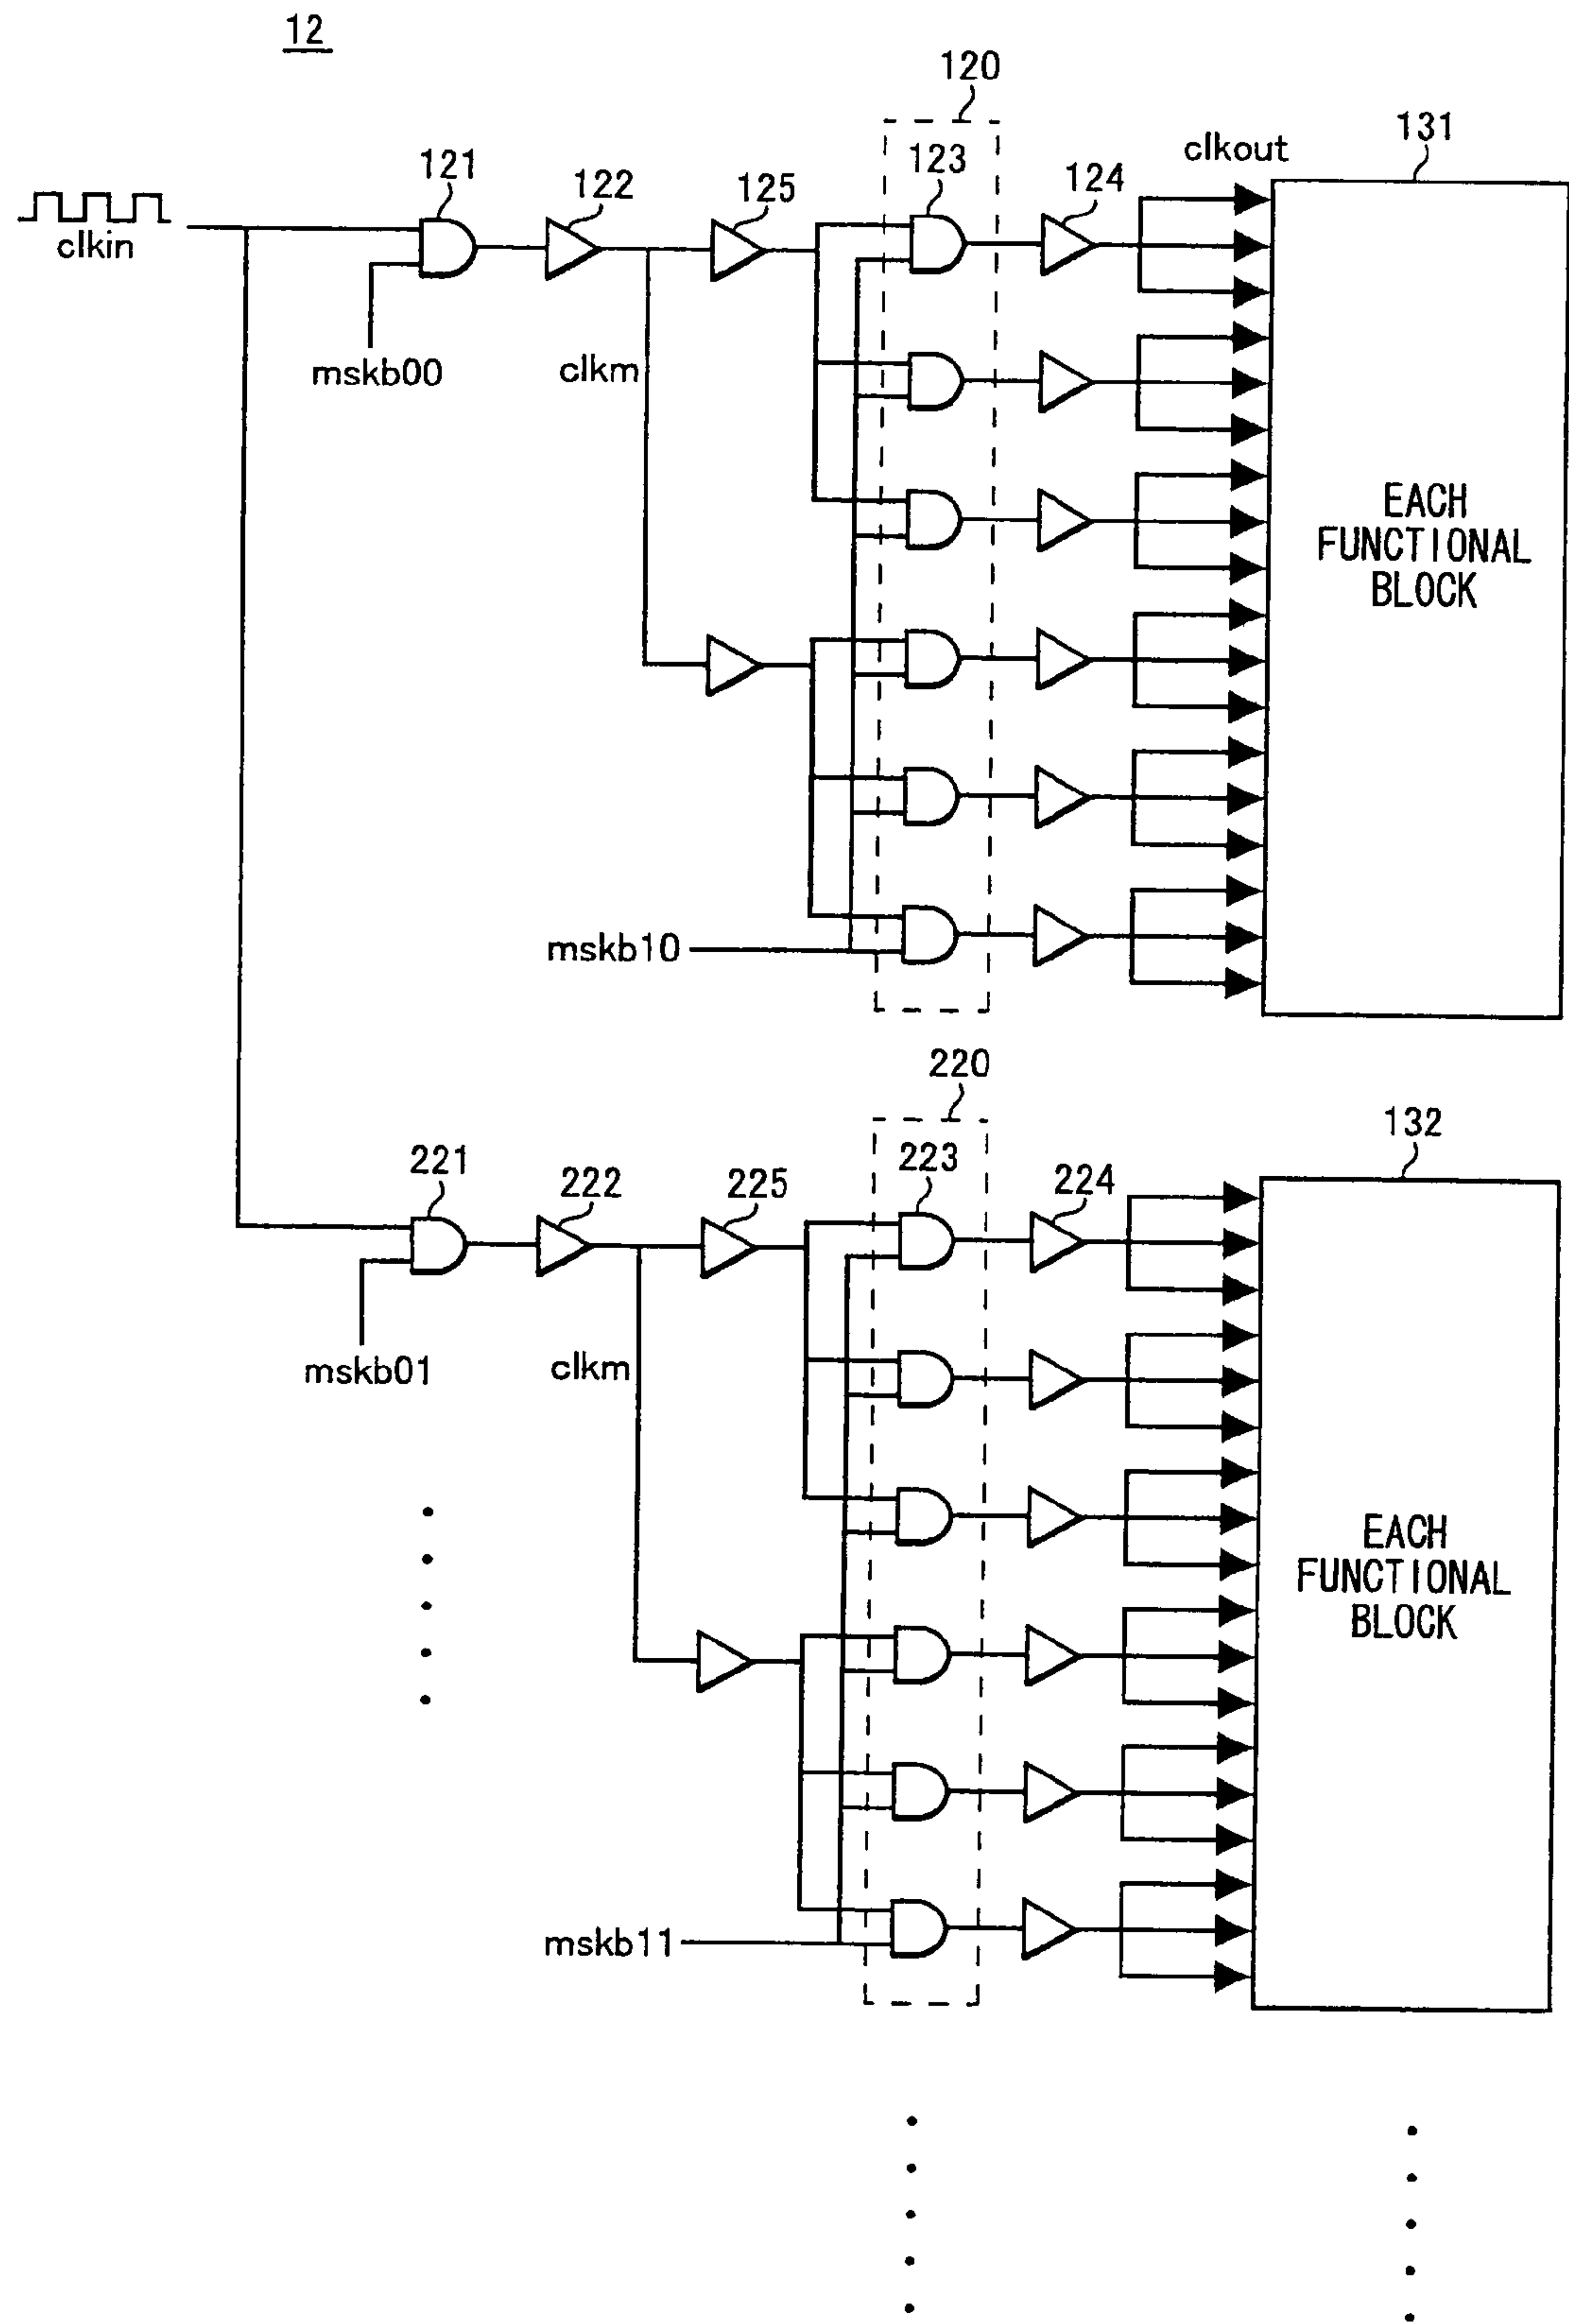 12
120
clkout
131
121
122
125
123
124
clkin
mskb00
clkm
EACH
FUNCTIONAL
BLOCK
mskb10
220
132
221
222
225
223
224
mskb01
clkm
EACH
FUNCTIONAL
BLOCK
mskb11